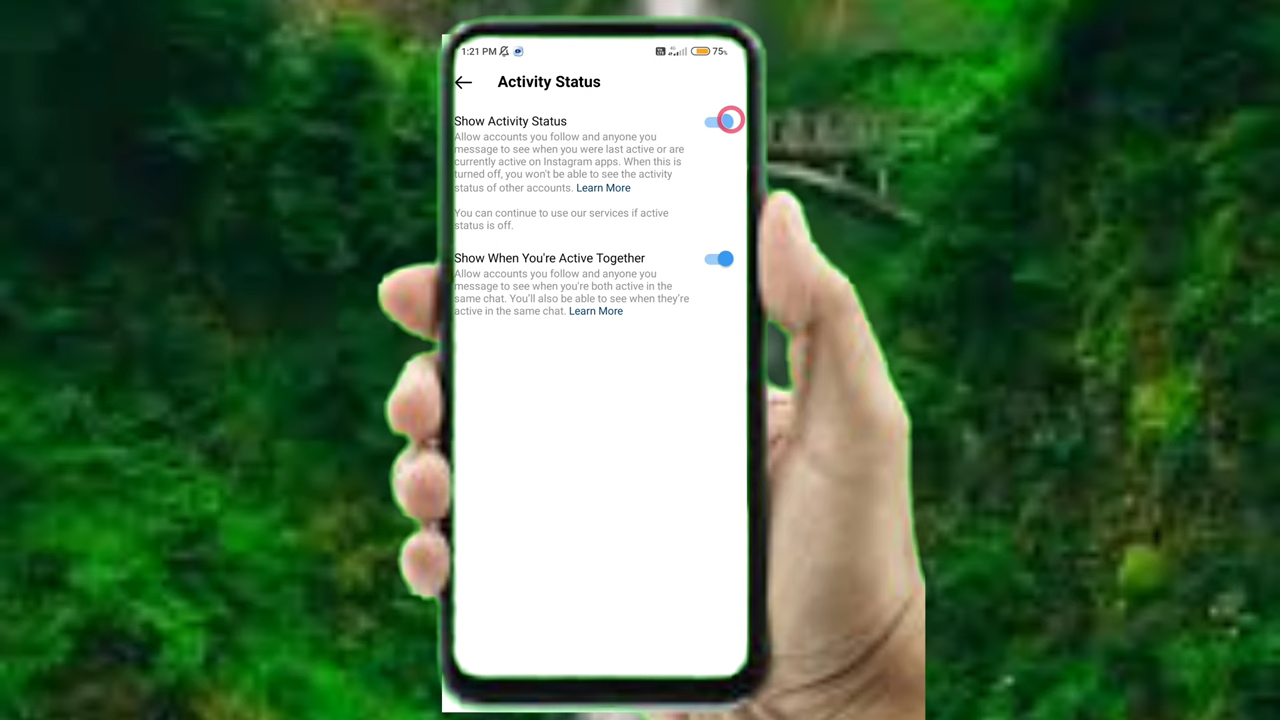 1:21 PM 75%
Activity Status
Show Activity Status
Allow accounts you follow and anyone you
message to see when you were last active or are
currently active on Instagram apps. When this is
turned off, you won't be able to see the activity
status of other accounts. Learn More
You can continue to use our services if active
status is off.
Show When You're Active Together
Allow accounts you follow and anyone you
message to see when you're both active in the
same chat. You'll also be able to see when they're
active in the same chat. Learn More